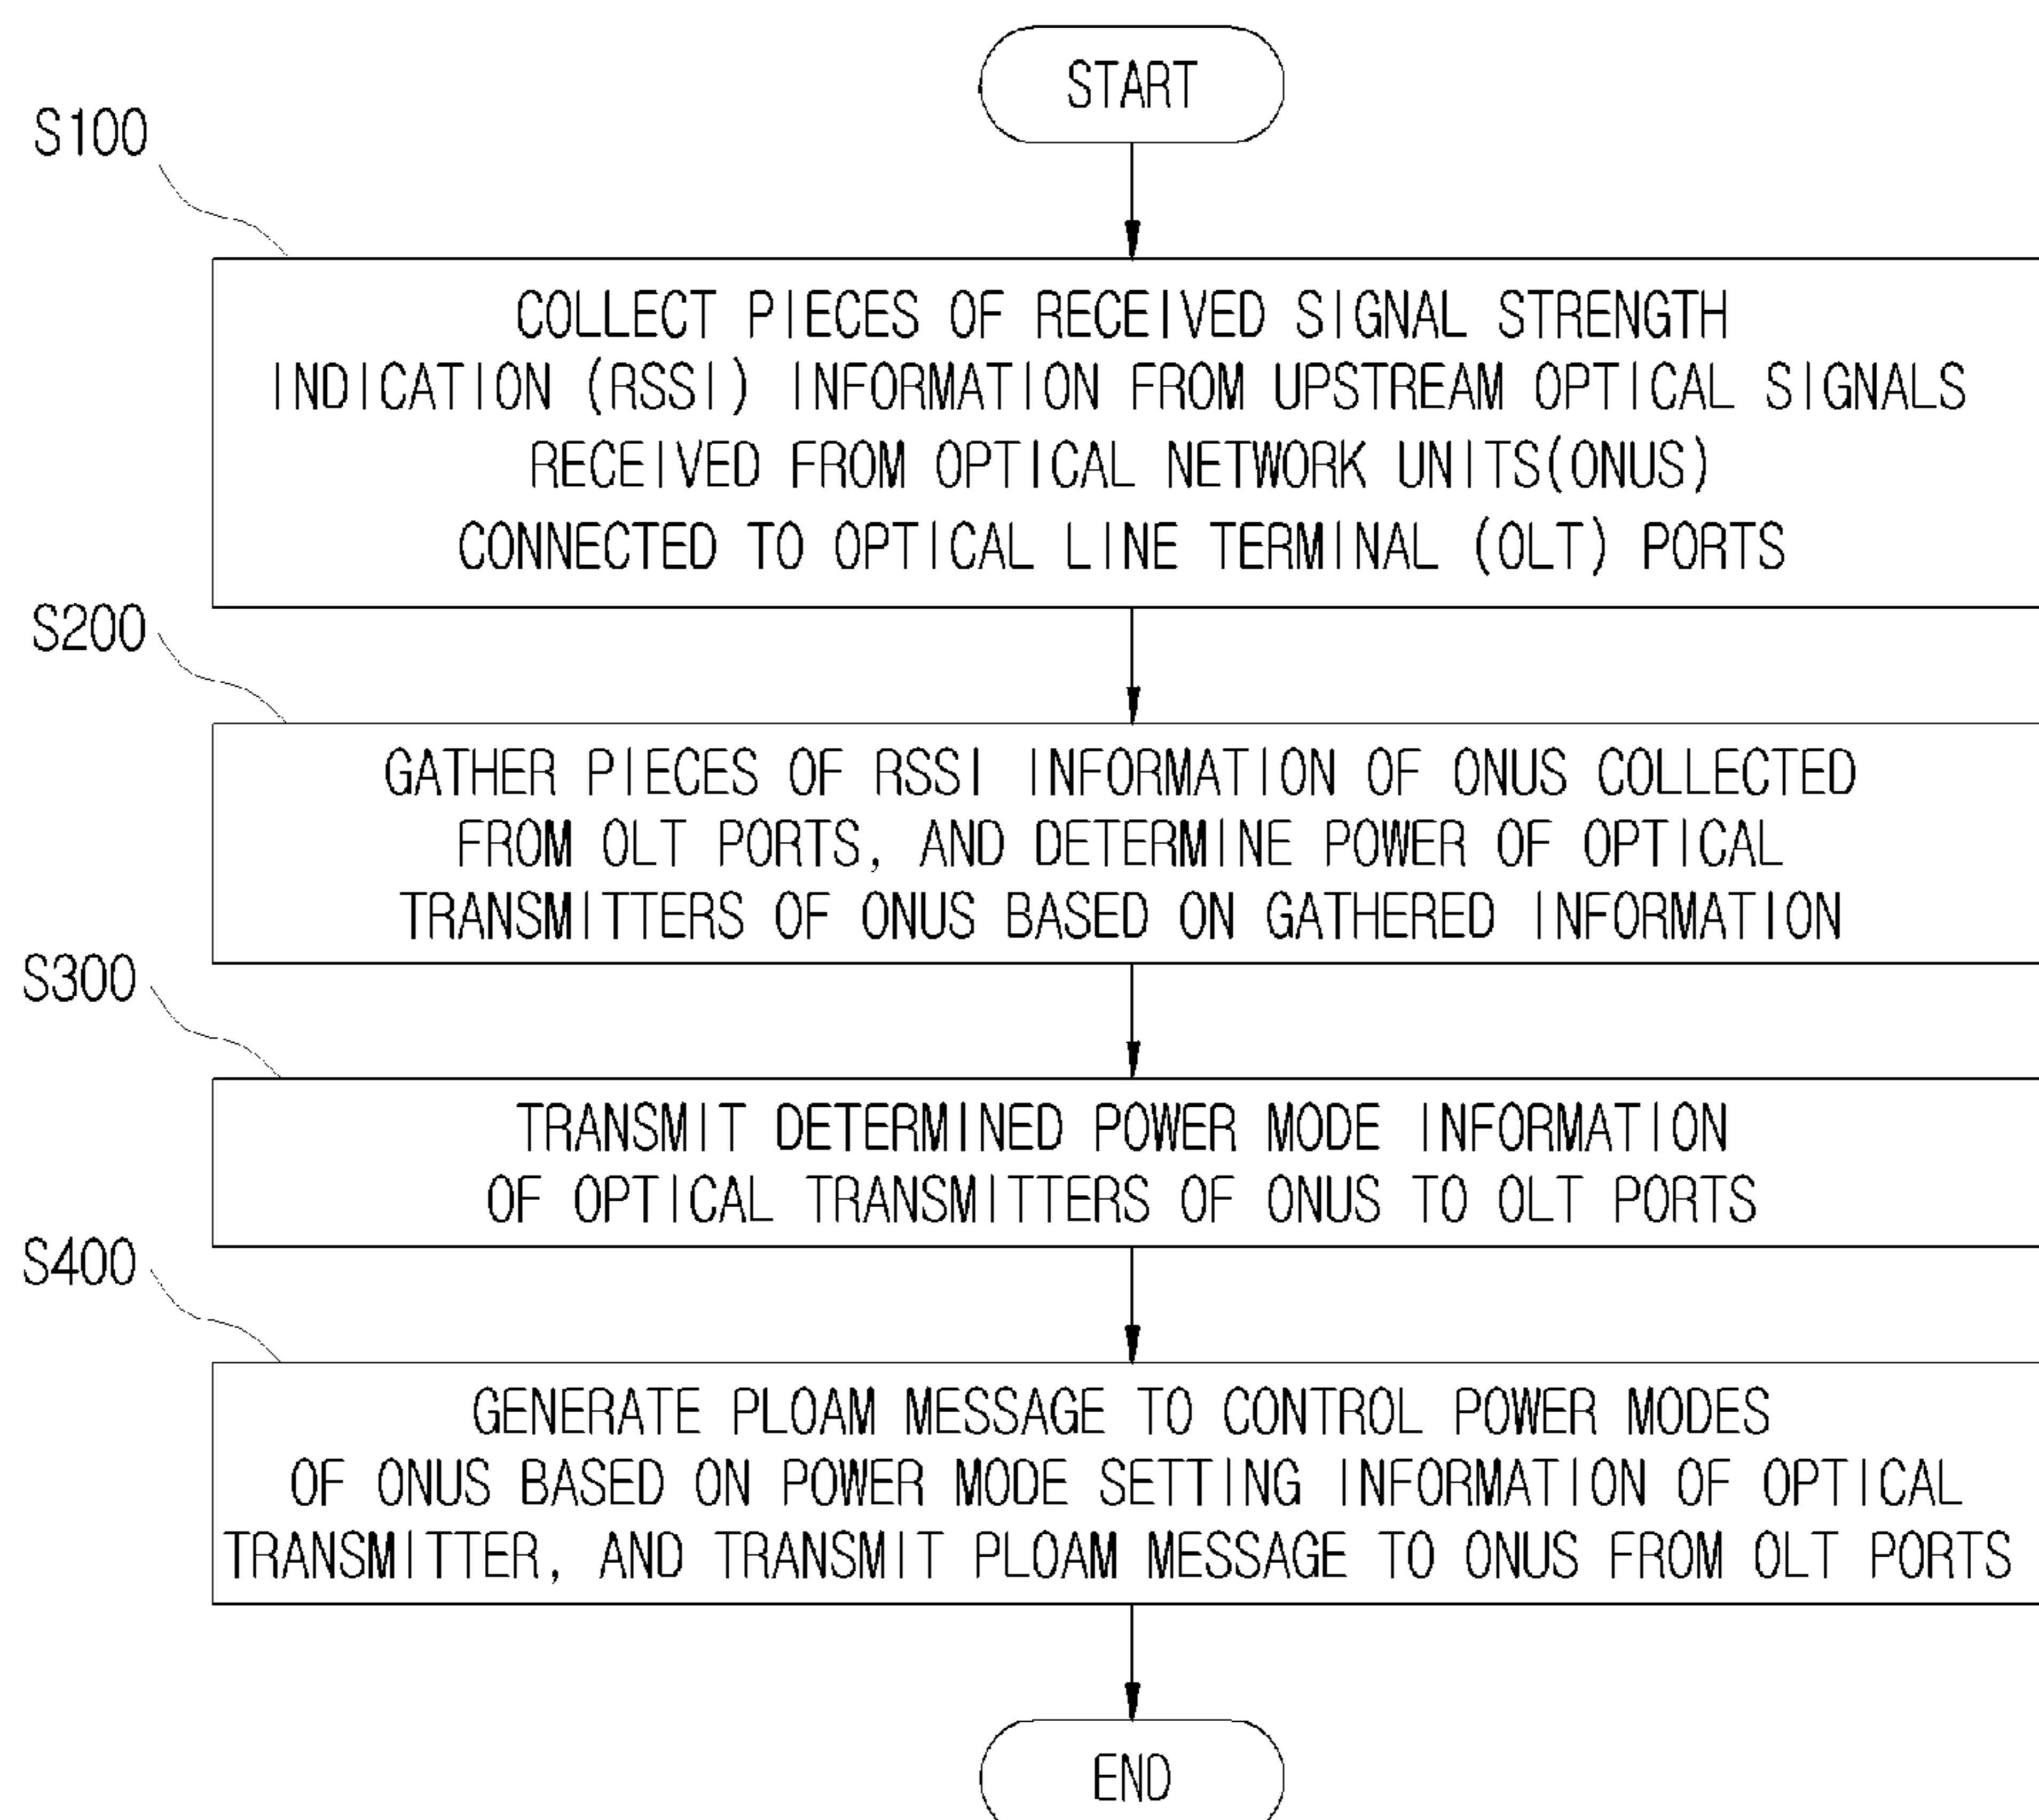 START
S100
COLLECT PIECES OF RECEIVED SIGNAL STRENGTH
INDICATION (RSSI) INFORMATION FROM UPSTREAM OPTICAL SIGNALS
RECEIVED FROM OPTICAL NETWORK UNITS(ONUS)
CONNECTED TO OPTICAL LINE TERMINAL (OLT) PORTS
S200
GATHER PIECES OF RSSI INFORMATION OF ONUS COLLECTED
FROM OLT PORTS, AND DETERMINE POWER OF OPTICAL
TRANSMITTERS OF ONUS BASED ON GATHERED INFORMATION
S300
TRANSMIT DETERMINED POWER MODE INFORMATION
OF OPTICAL TRANSMITTERS OF ONUS TO OLT PORTS
S400
GENERATE PLOAM MESSAGE TO CONTROL POWER MODES
OF ONUS BASED ON POWER MODE SETTING INFORMATION OF OPTICAL
TRANSMITTER, AND TRANSMIT PLOAM MESSAGE TO ONUS FROM OLT PORTS
END